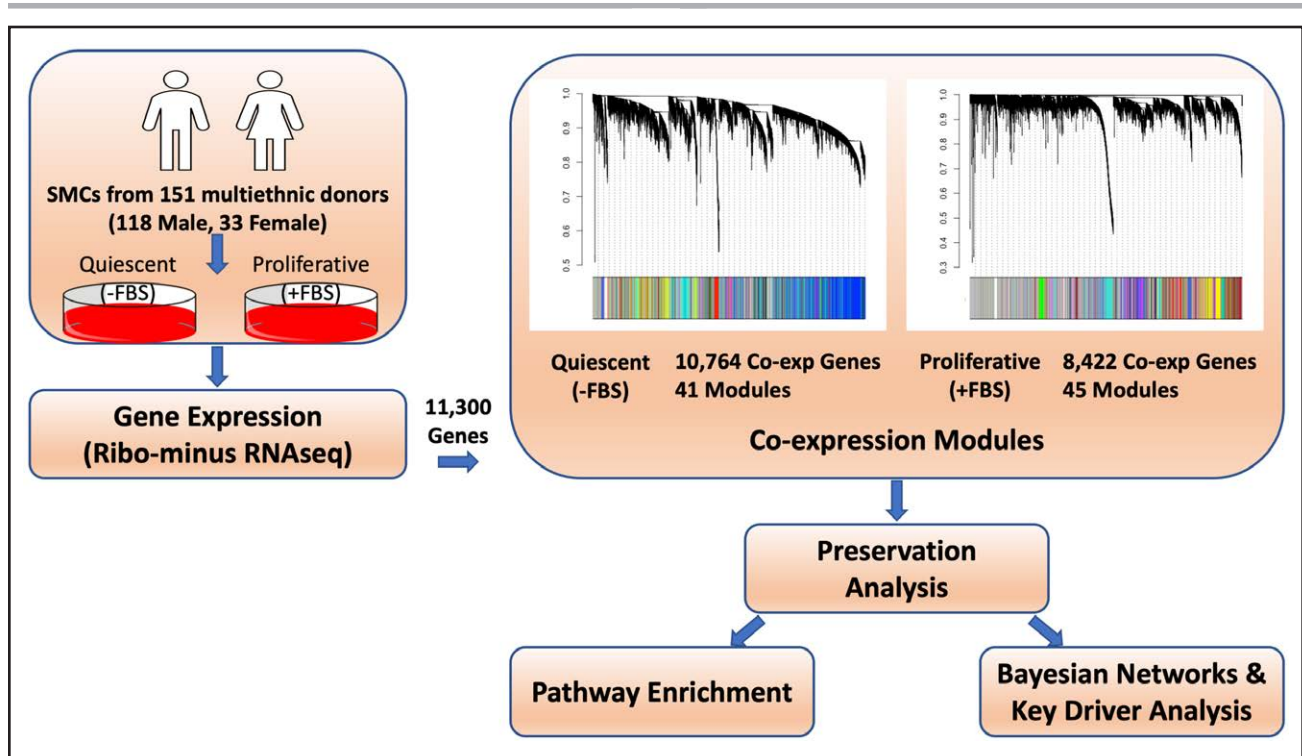 SMCs from 151 multiethnic donors
(118 Male, 33 Female)
Quiescent
(-FBS)
Proliferative
(+FBS)
Gene Expression
(Ribo-minus RNAseq)
11,300
Genes
1.0
0.9
0.8
0.7
0.6
0.5
1.0
0.9
0.8
0.7
0.6
0.5
0.4
0.3
Quiescent
(-FBS)
10,764 Co-exp Genes
41 Modules
Proliferative
(+FBS)
8,422 Co-exp Genes
45 Modules
Co-expression Modules
Preservation
Analysis
Pathway Enrichment
Bayesian Networks &
Key Driver Analysis